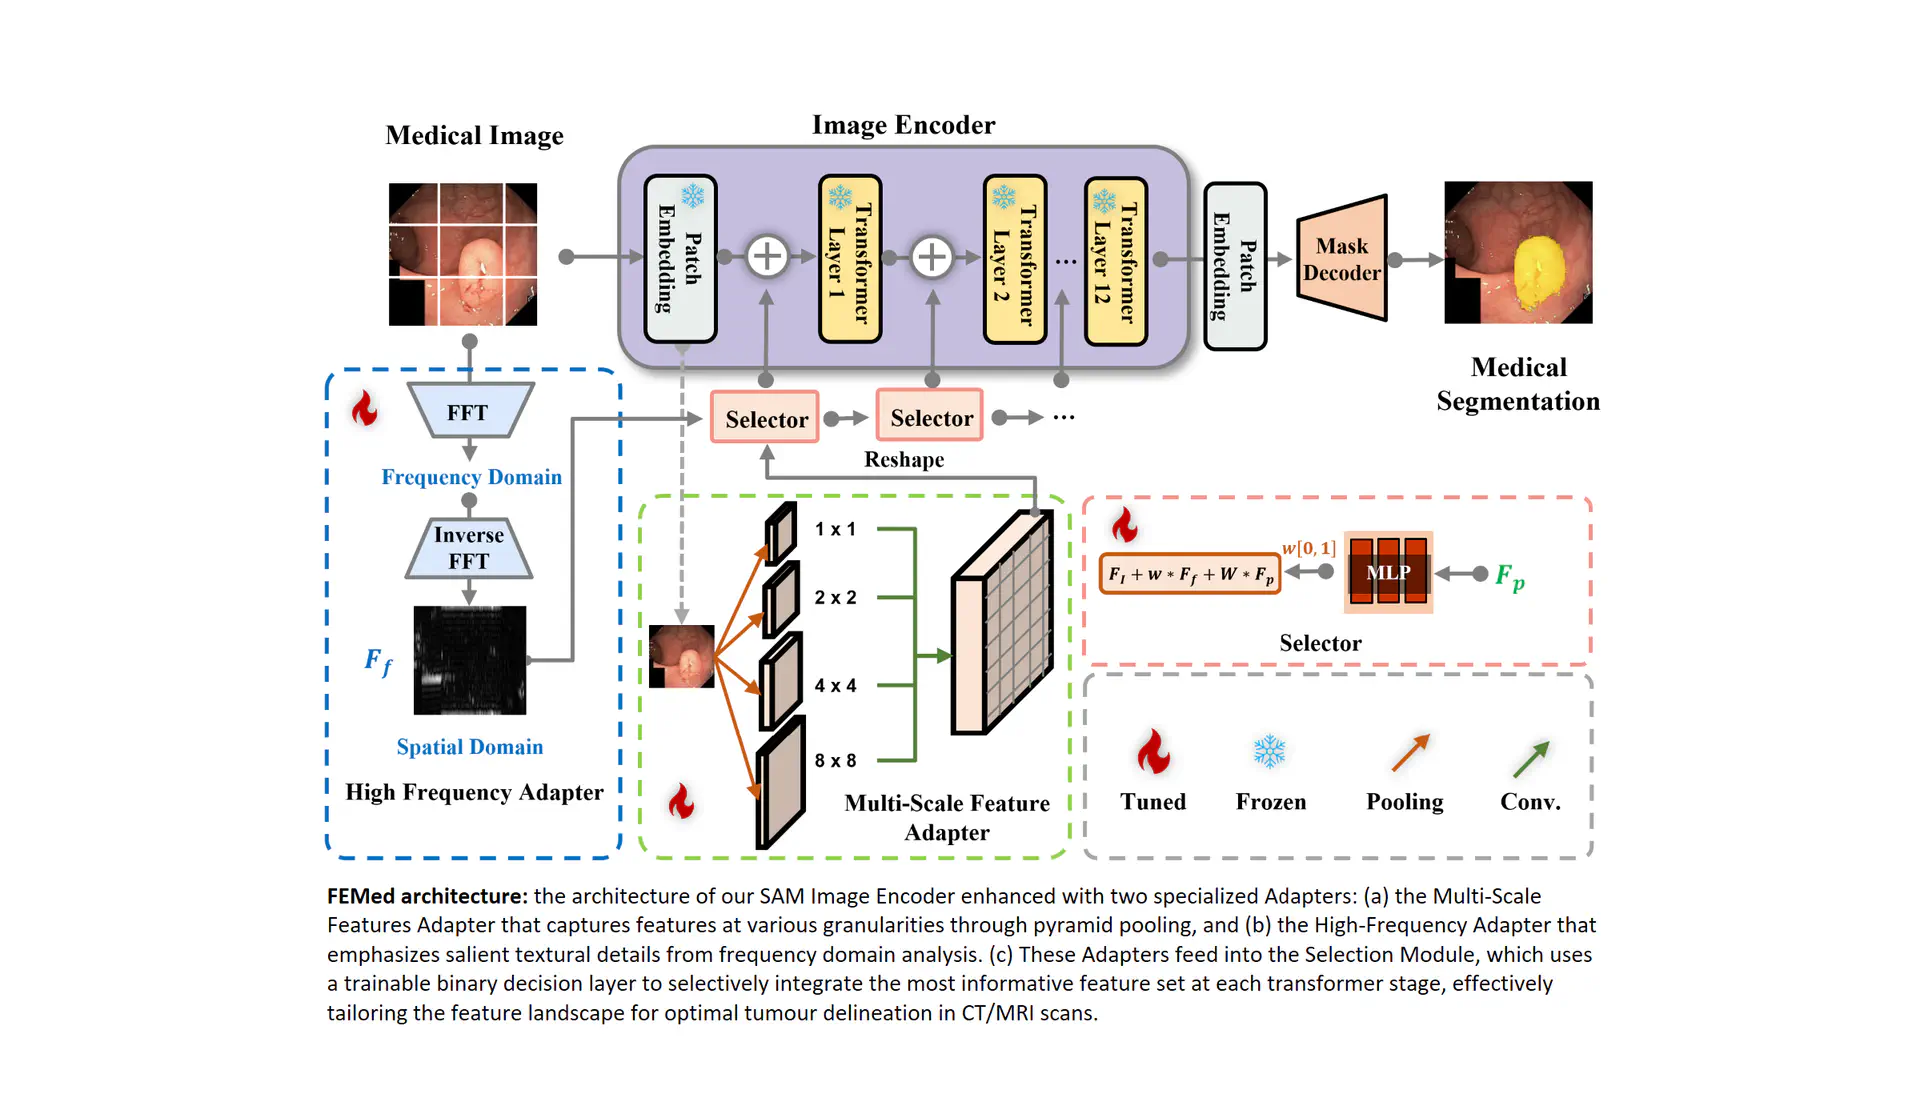 Medical Image
Image Encoder
Patch
Embedding
Transformer
Layer 1
Transformer
Layer 2
...
Transformer
Layer 12
Patch
Embedding
Mask
Decoder
Medical
Segmentation
FFT
Frequency Domain
Inverse
FFT
F_f
Spatial Domain
High Frequency Adapter
Selector
Selector
...
Reshape
1 x 1
2 x 2
4 x 4
8 x 8
Multi-Scale Feature
Adapter
F_I + w * F_f + W * F_p
w[0,1]
MLP
F_p
Selector
Tuned
Frozen
Pooling
Conv.
FEMed architecture: the architecture of our SAM Image Encoder enhanced with two specialized Adapters: (a) the Multi-Scale
Features Adapter that captures features at various granularities through pyramid pooling, and (b) the High-Frequency Adapter that
emphasizes salient textural details from frequency domain analysis. (c) These Adapters feed into the Selection Module, which uses
a trainable binary decision layer to selectively integrate the most informative feature set at each transformer stage, effectively
tailoring the feature landscape for optimal tumour delineation in CT/MRI scans.